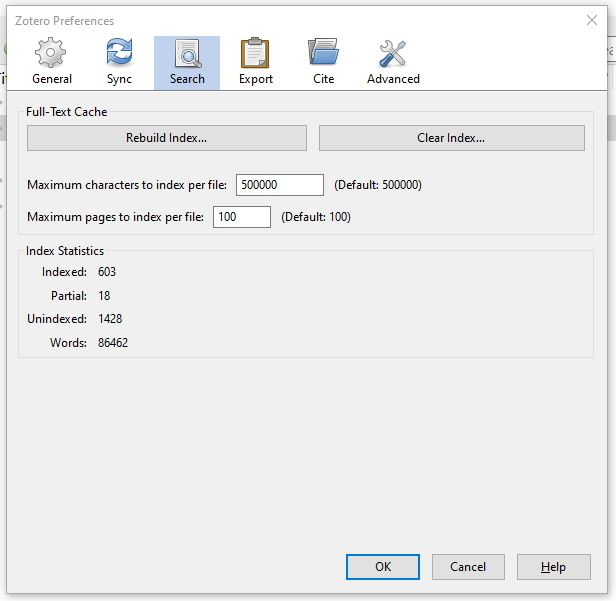 Zotero Preferences
General Sync Search Export Cite Advanced
Full-Text Cache
Rebuild Index... Clear Index...
Maximum characters to index per file: 500000 (Default: 500000)
Maximum pages to index per file: 100 (Default: 100)
Index Statistics
Indexed: 603
Partial: 18
Unindexed: 1428
Words: 86462
OK Cancel Help